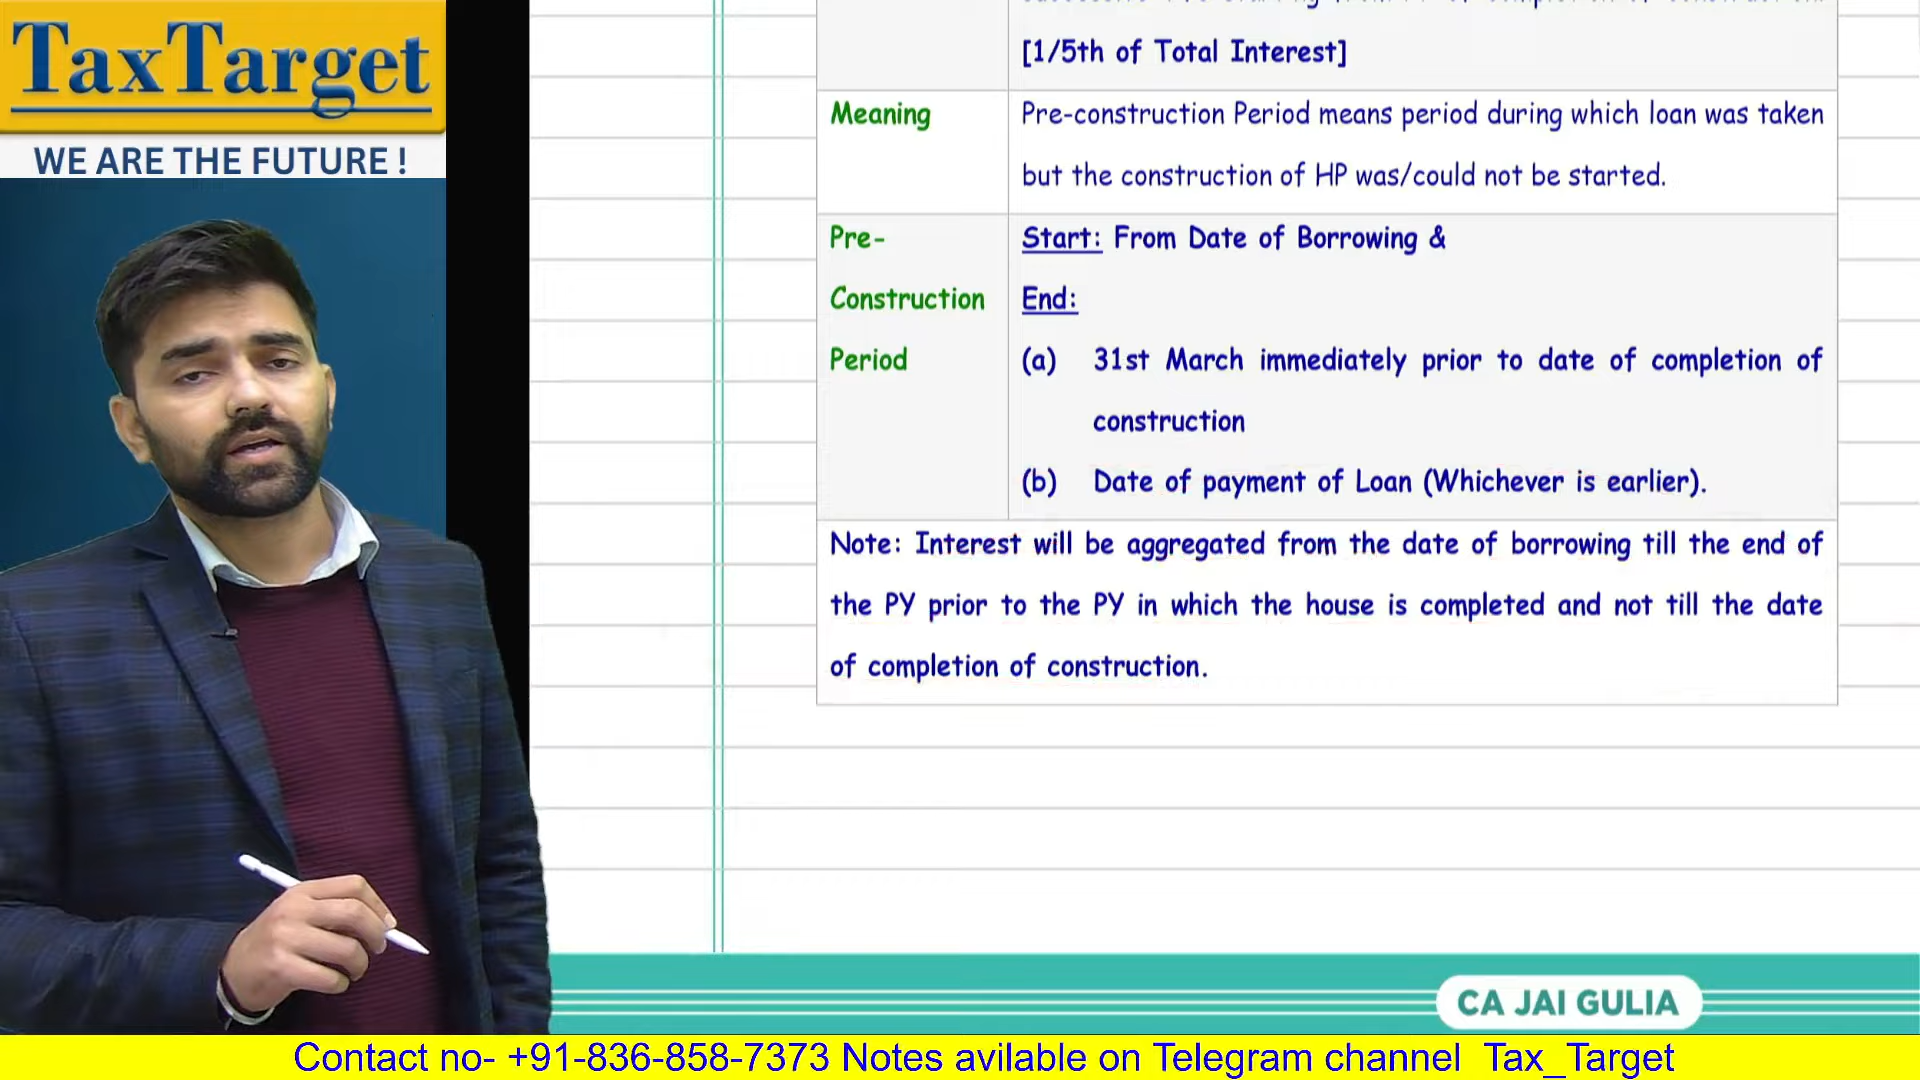 TaxTarget
WE ARE THE FUTURE !
[1/5th of Total Interest]
Meaning
Pre-construction Period means period during which loan was taken
but the construction of HP was/could not be started.
Pre-
Construction
Period
Start: From Date of Borrowing &
End:
(a) 31st March immediately prior to date of completion of
construction
(b) Date of payment of Loan (Whichever is earlier).
Note: Interest will be aggregated from the date of borrowing till the end of
the PY prior to the PY in which the house is completed and not till the date
of completion of construction.
CA JAI GULIA
Contact no- +91-836-858-7373 Notes avilable on Telegram channel Tax_Target